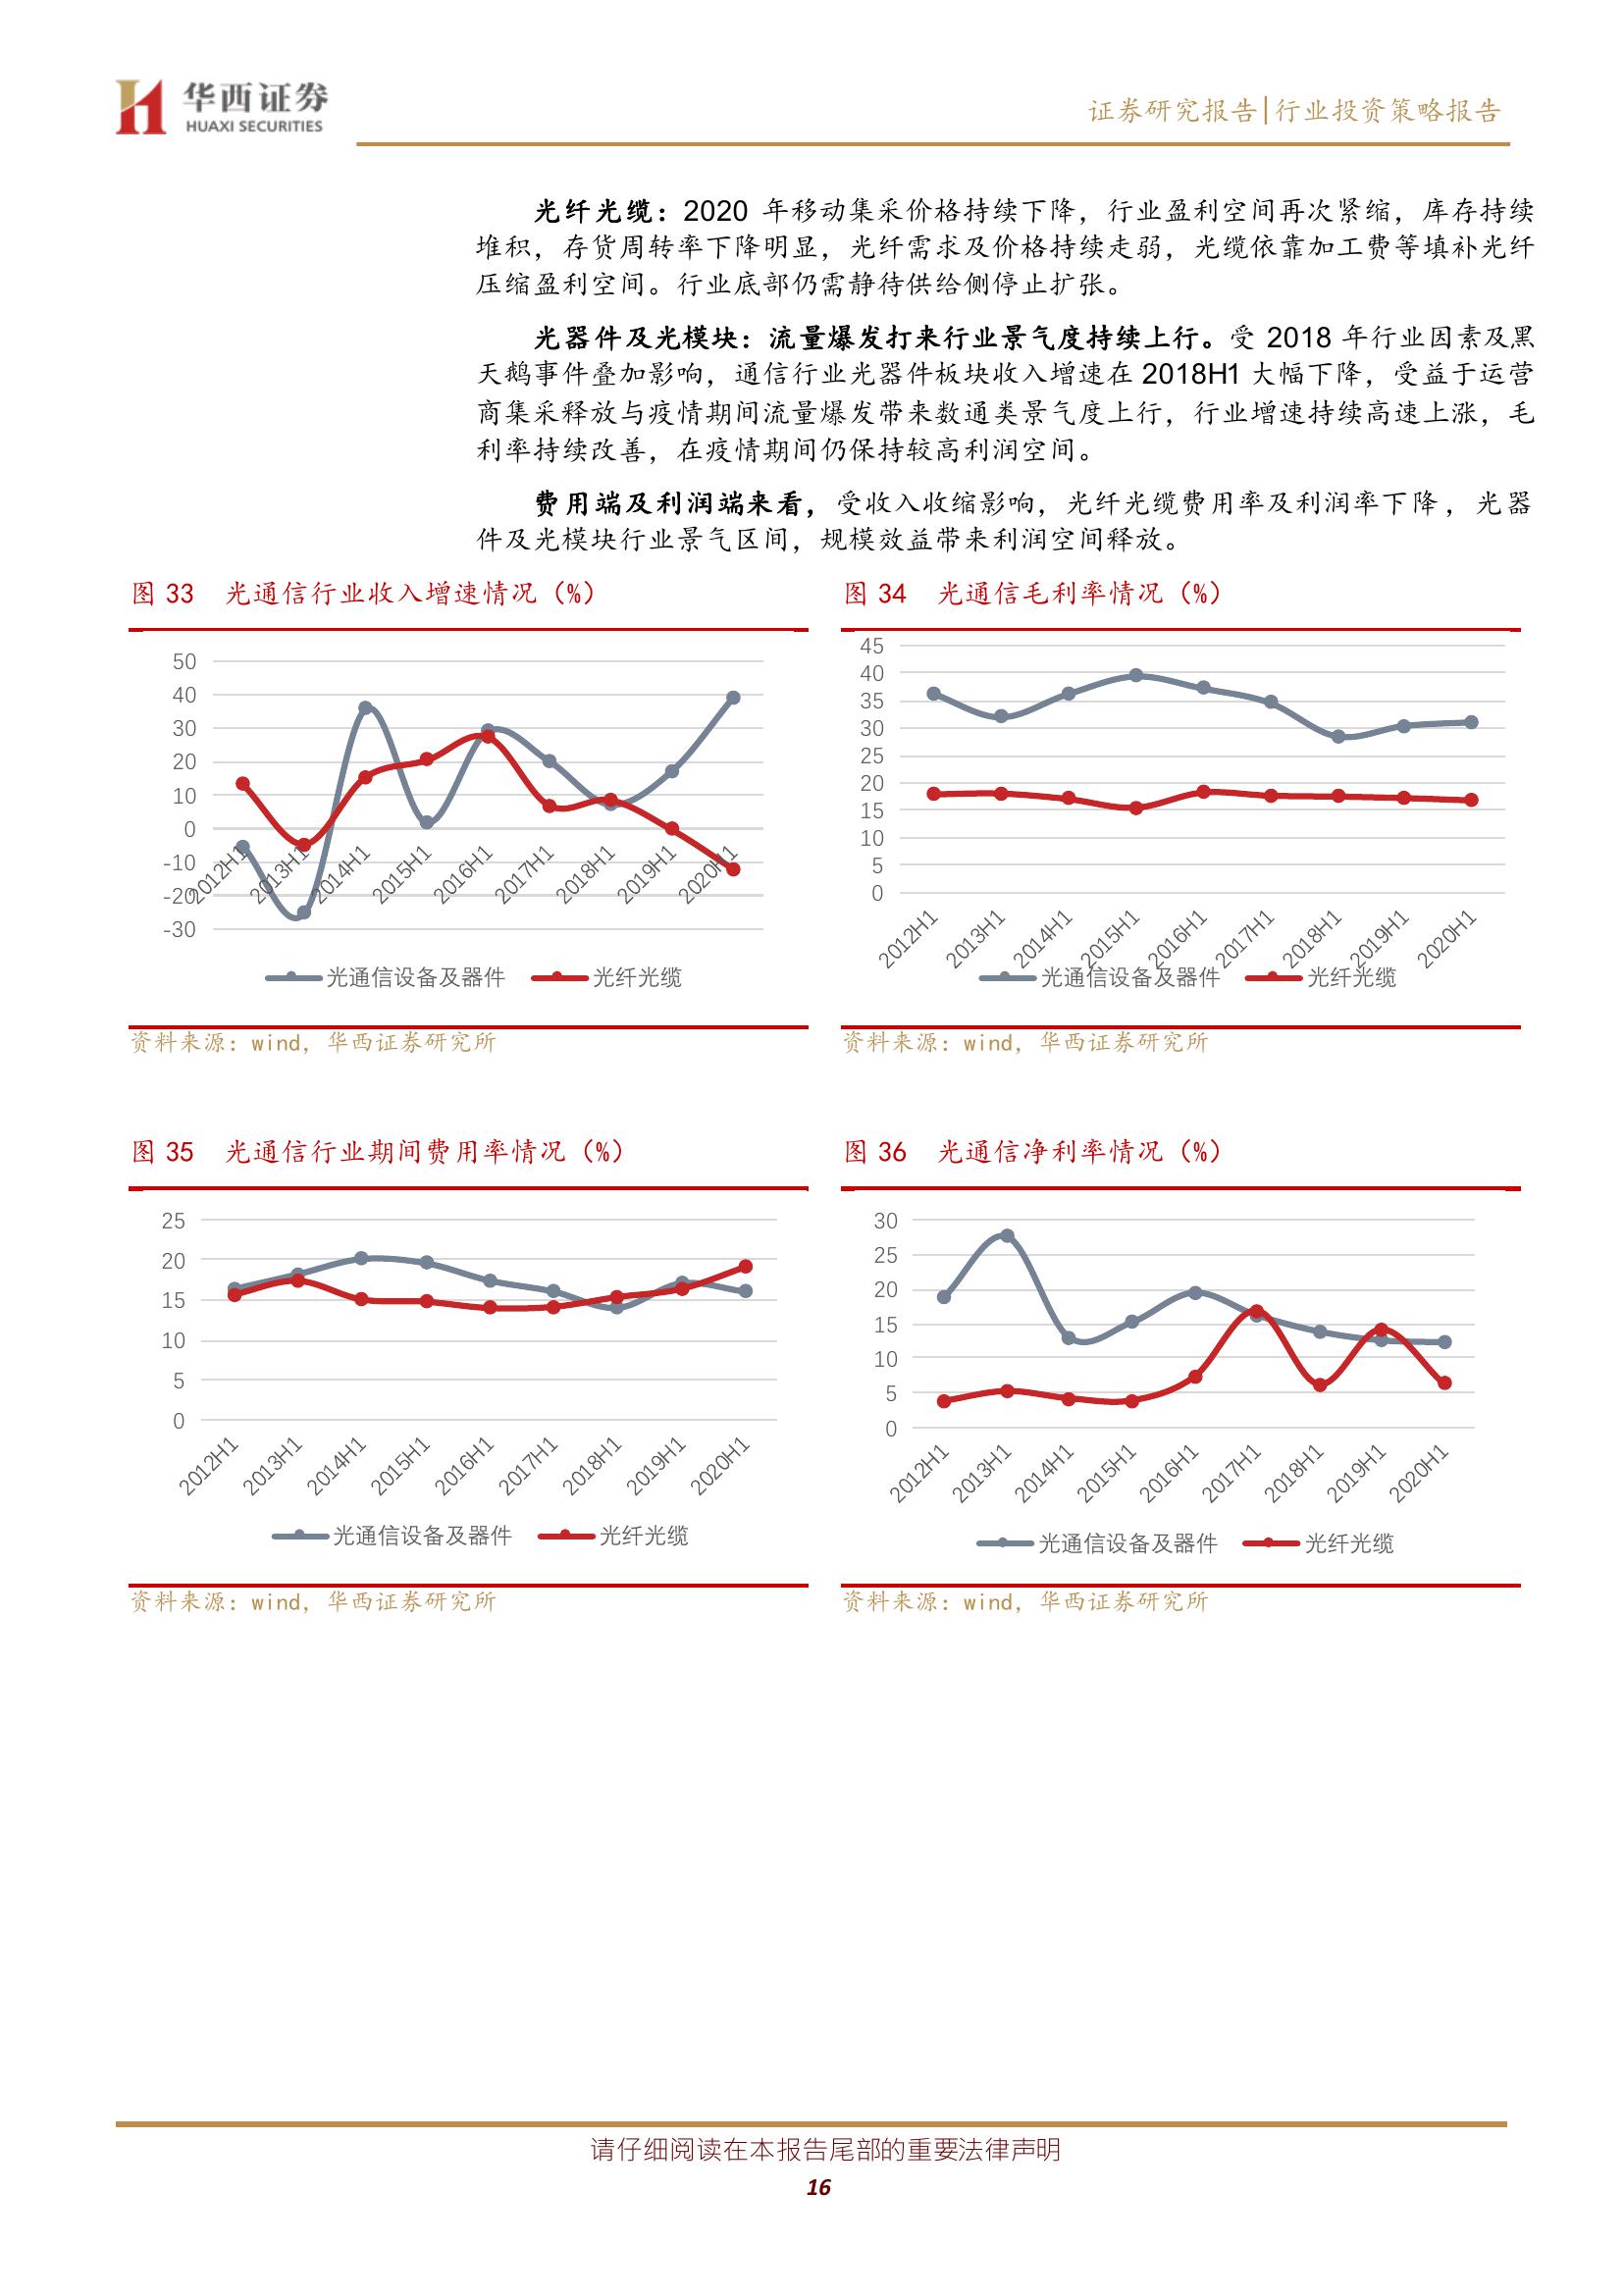 华西证券
HUAXI SECURITIES
证券研究报告|行业投资策略报告
光纤光缆：2020 年移动集采价格持续下降，行业盈利空间再次紧缩，库存持续
堆积，存货周转率下降明显，光纤需求及价格持续走弱，光缆依靠加工费等填补光纤
压缩盈利空间。行业底部仍需静待供给侧停止扩张。
光器件及光模块：流量爆发打来行业景气度持续上行。受 2018 年行业因素及黑
天鹅事件叠加影响，通信行业光器件板块收入增速在 2018H1 大幅下降，受益于运营
商集采释放与疫情期间流量爆发带来数通类景气度上行，行业增速持续高速上涨，毛
利率持续改善，在疫情期间仍保持较高利润空间。
费用端及利润端来看，受收入收缩影响，光纤光缆费用率及利润率下降，光器
件及光模块行业景气区间，规模效益带来利润空间释放。
图 33 光通信行业收入增速情况（%）
50
40
30
20
10
0
-10
-20
-30
2012H1
2013H1
2014H1
2015H1
2016H1
2017H1
2018H1
2019H1
2020H1
光通信设备及器件
光纤光缆
资料来源：wind，华西证券研究所
图 34 光通信毛利率情况（%）
45
40
35
30
25
20
15
10
5
0
2012H1
2013H1
2014H1
2015H1
2016H1
2017H1
2018H1
2019H1
2020H1
光通信设备及器件
光纤光缆
资料来源：wind，华西证券研究所
图 35 光通信行业期间费用率情况（%）
25
20
15
10
5
0
2012H1
2013H1
2014H1
2015H1
2016H1
2017H1
2018H1
2019H1
2020H1
光通信设备及器件
光纤光缆
资料来源：wind，华西证券研究所
图 36 光通信净利率情况（%）
30
25
20
15
10
5
0
2012H1
2013H1
2014H1
2015H1
2016H1
2017H1
2018H1
2019H1
2020H1
光通信设备及器件
光纤光缆
资料来源：wind，华西证券研究所
请仔细阅读在本报告尾部的重要法律声明
16